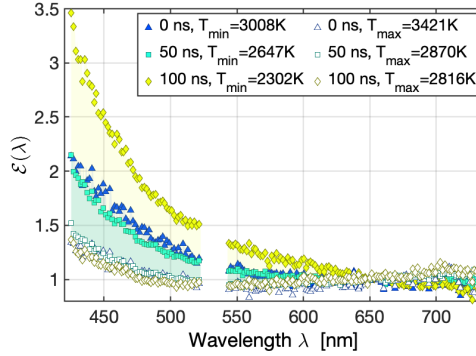 3.5
3
2.5
2
1.5
1
0 ns, T_min=3008K
50 ns, T_min=2647K
100 ns, T_min=2302K
0 ns, T_max=3421K
50 ns, T_max=2870K
100 ns, T_max=2816K
ℰ(λ)
450 500 550 600 650 700
Wavelength λ [nm]